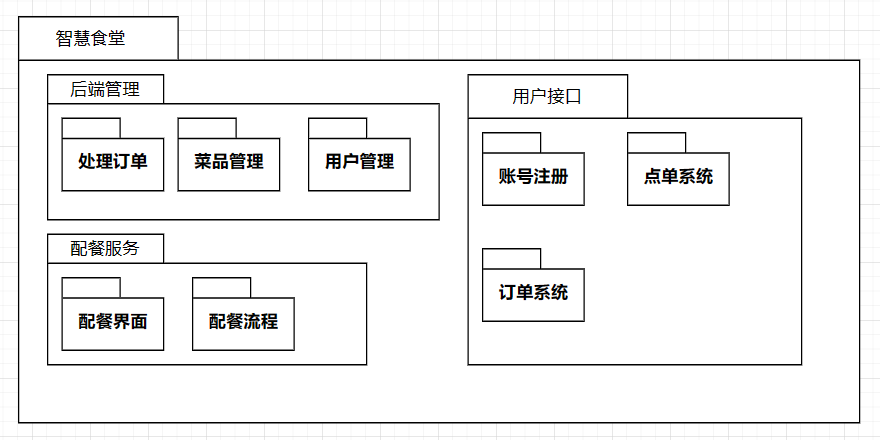 智慧食堂
后端管理
处理订单
菜品管理
用户管理
配餐服务
配餐界面
配餐流程
用户接口
账号注册
点单系统
订单系统